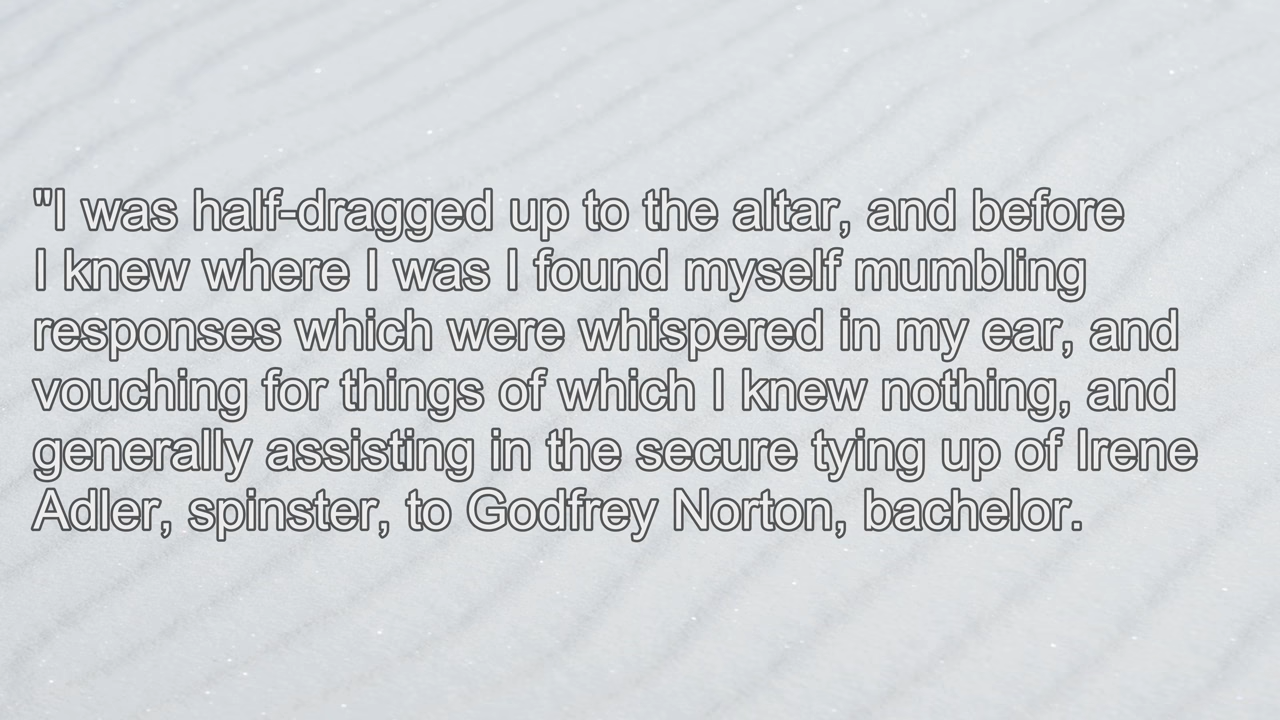 "I was half-dragged up to the altar, and before
I knew where I was I found myself mumbling
responses which were whispered in my ear, and
vouching for things of which I knew nothing, and
generally assisting in the secure tying up of Irene
Adler, spinster, to Godfrey Norton, bachelor.